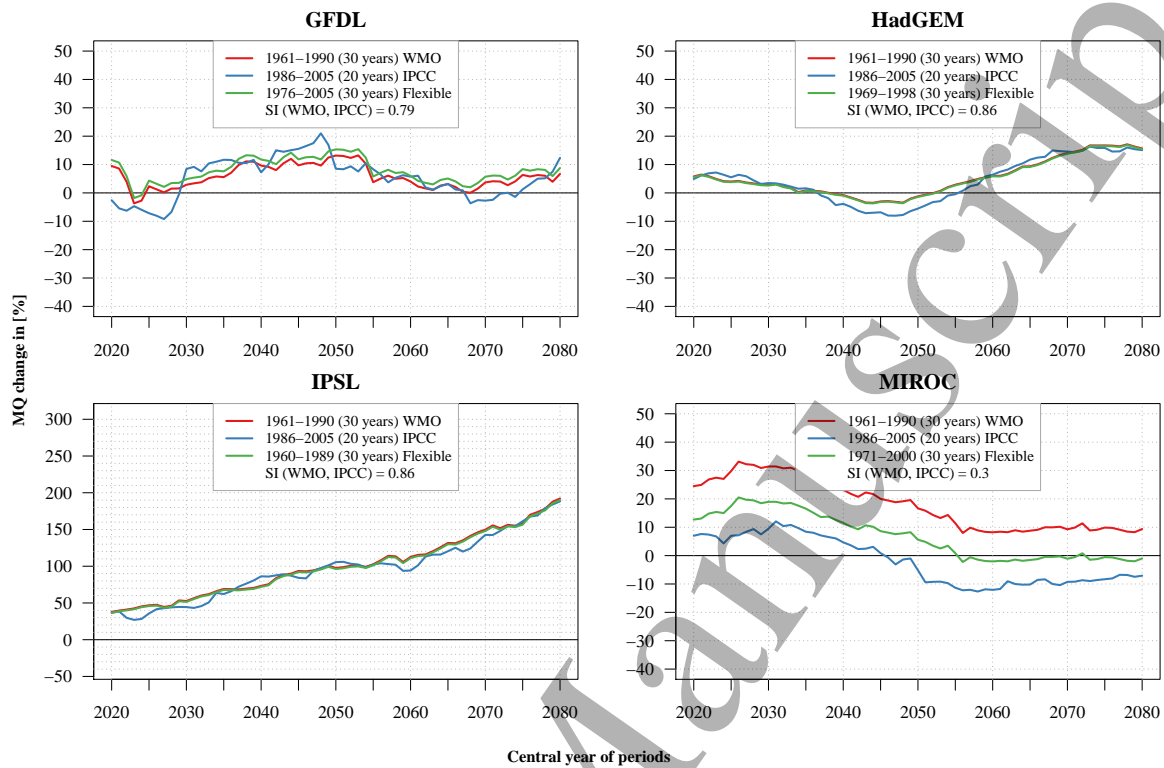 GFDL
50
40
30
20
10
0
−10
−20
−30
−40
1961−1990 (30 years) WMO
1986−2005 (20 years) IPCC
1976−2005 (30 years) Flexible
SI (WMO, IPCC) = 0.79
2020 2030 2040 2050 2060 2070 2080
HadGEM
50
40
30
20
10
0
−10
−20
−30
−40
1961−1990 (30 years) WMO
1986−2005 (20 years) IPCC
1969−1998 (30 years) Flexible
SI (WMO, IPCC) = 0.86
2020 2030 2040 2050 2060 2070 2080
MQ change in [%]
IPSL
300
250
200
150
100
50
0
−50
1961−1990 (30 years) WMO
1986−2005 (20 years) IPCC
1960−1989 (30 years) Flexible
SI (WMO, IPCC) = 0.86
2020 2030 2040 2050 2060 2070 2080
MIROC
50
40
30
20
10
0
−10
−20
−30
−40
1961−1990 (30 years) WMO
1986−2005 (20 years) IPCC
1971−2000 (30 years) Flexible
SI (WMO, IPCC) = 0.3
2020 2030 2040 2050 2060 2070 2080
Central year of periods
Manuscrip